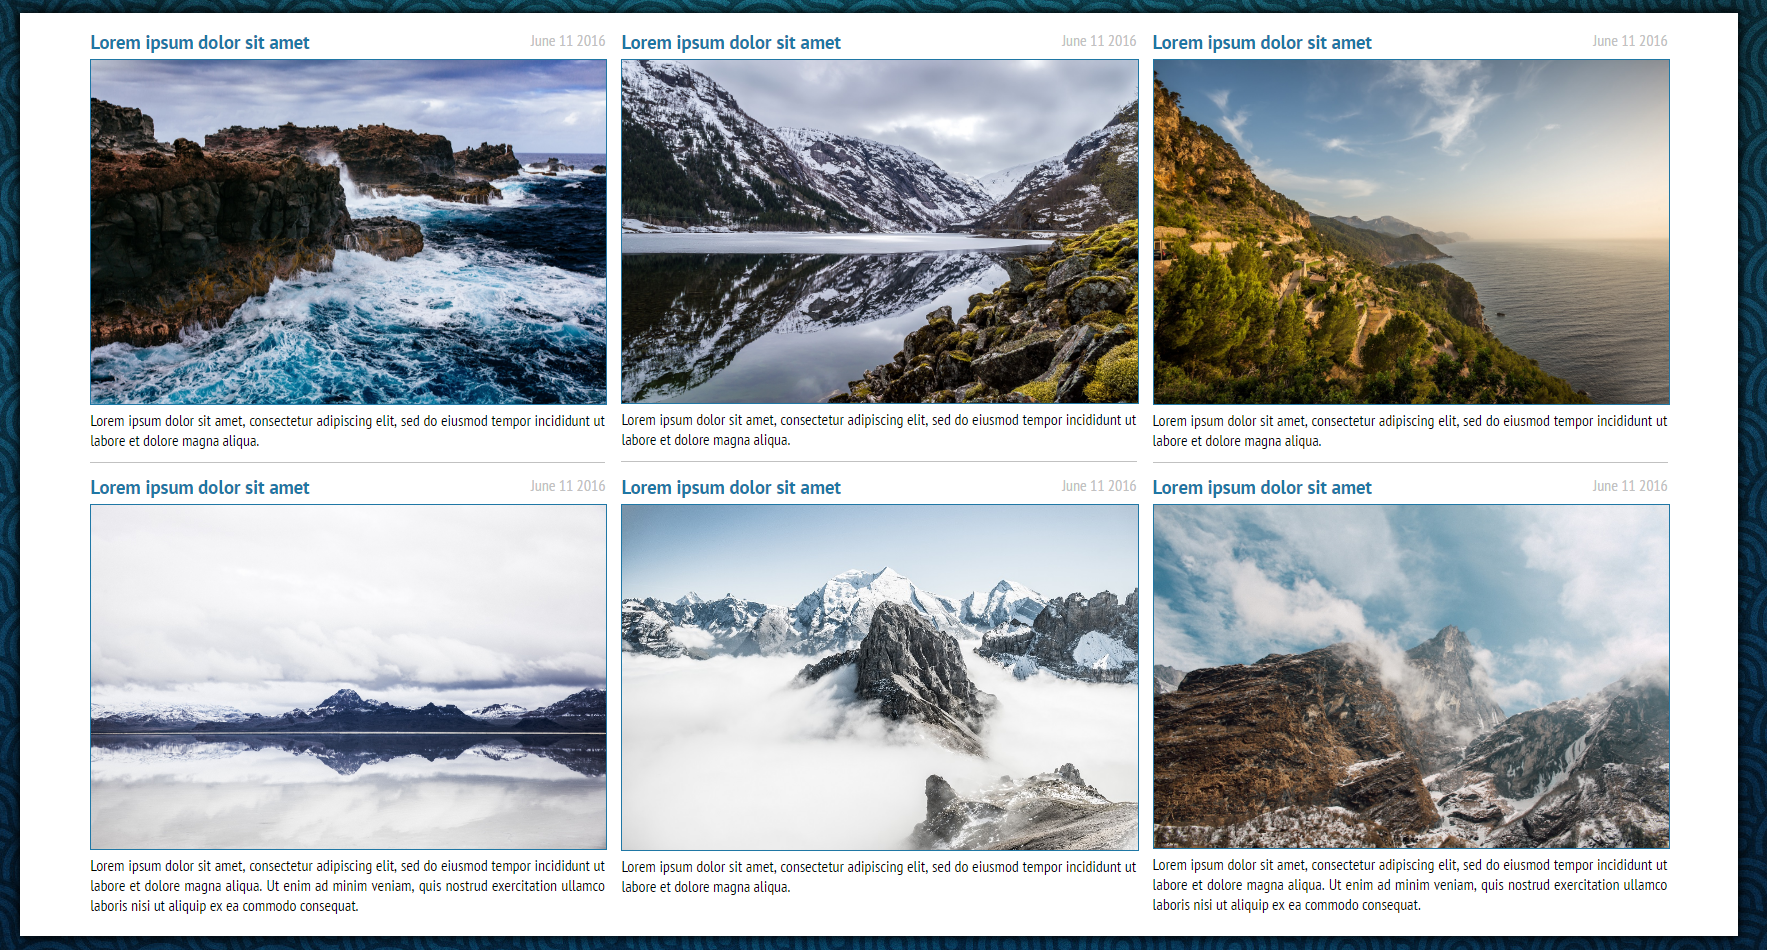 Lorem ipsum dolor sit amet June 11 2016
Lorem ipsum dolor sit amet, consectetur adipiscing elit, sed do eiusmod tempor incididunt ut
labore et dolore magna aliqua.
Lorem ipsum dolor sit amet June 11 2016
Lorem ipsum dolor sit amet, consectetur adipiscing elit, sed do eiusmod tempor incididunt ut
labore et dolore magna aliqua.
Lorem ipsum dolor sit amet June 11 2016
Lorem ipsum dolor sit amet, consectetur adipiscing elit, sed do eiusmod tempor incididunt ut
labore et dolore magna aliqua.
Lorem ipsum dolor sit amet June 11 2016
Lorem ipsum dolor sit amet, consectetur adipiscing elit, sed do eiusmod tempor incididunt ut
labore et dolore magna aliqua. Ut enim ad minim veniam, quis nostrud exercitation ullamco
laboris nisi ut aliquip ex ea commodo consequat.
Lorem ipsum dolor sit amet June 11 2016
Lorem ipsum dolor sit amet, consectetur adipiscing elit, sed do eiusmod tempor incididunt ut
labore et dolore magna aliqua.
Lorem ipsum dolor sit amet June 11 2016
Lorem ipsum dolor sit amet, consectetur adipiscing elit, sed do eiusmod tempor incididunt ut
labore et dolore magna aliqua. Ut enim ad minim veniam, quis nostrud exercitation ullamco
laboris nisi ut aliquip ex ea commodo consequat.